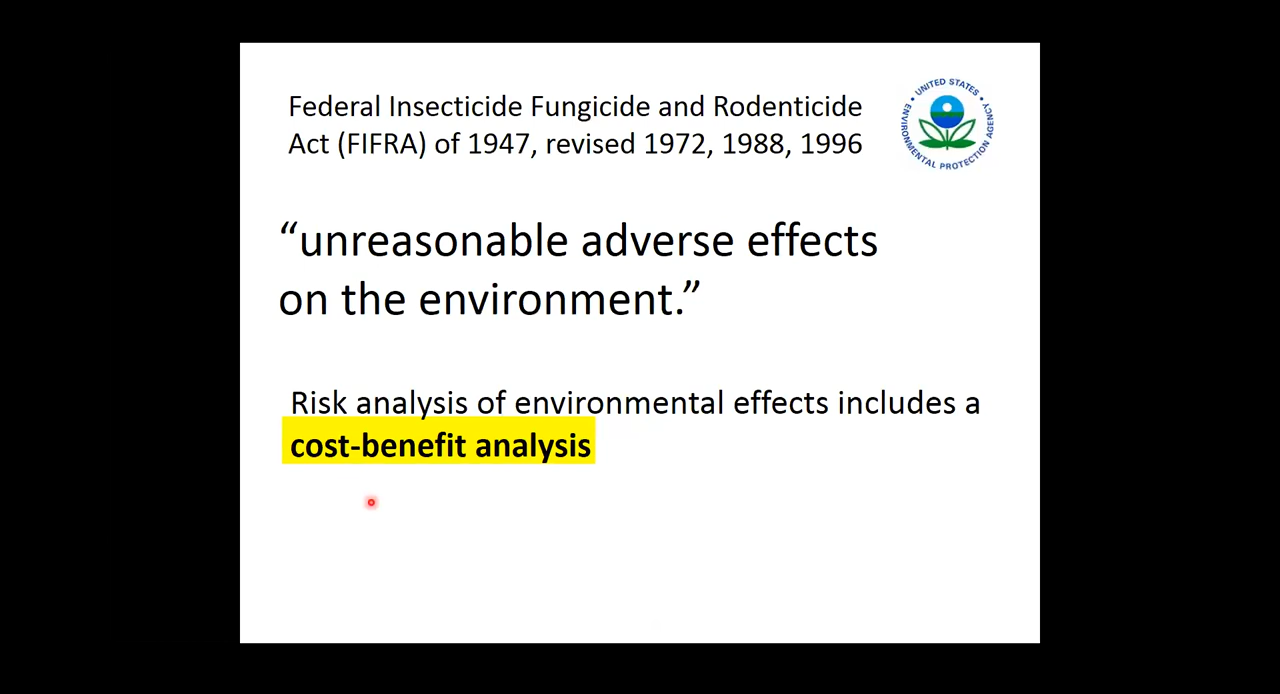 Federal Insecticide Fungicide and Rodenticide
Act (FIFRA) of 1947, revised 1972, 1988, 1996
UNITED STATES • ENVIRONMENTAL PROTECTION AGENCY •
“unreasonable adverse effects
on the environment.”
Risk analysis of environmental effects includes a
cost-benefit analysis